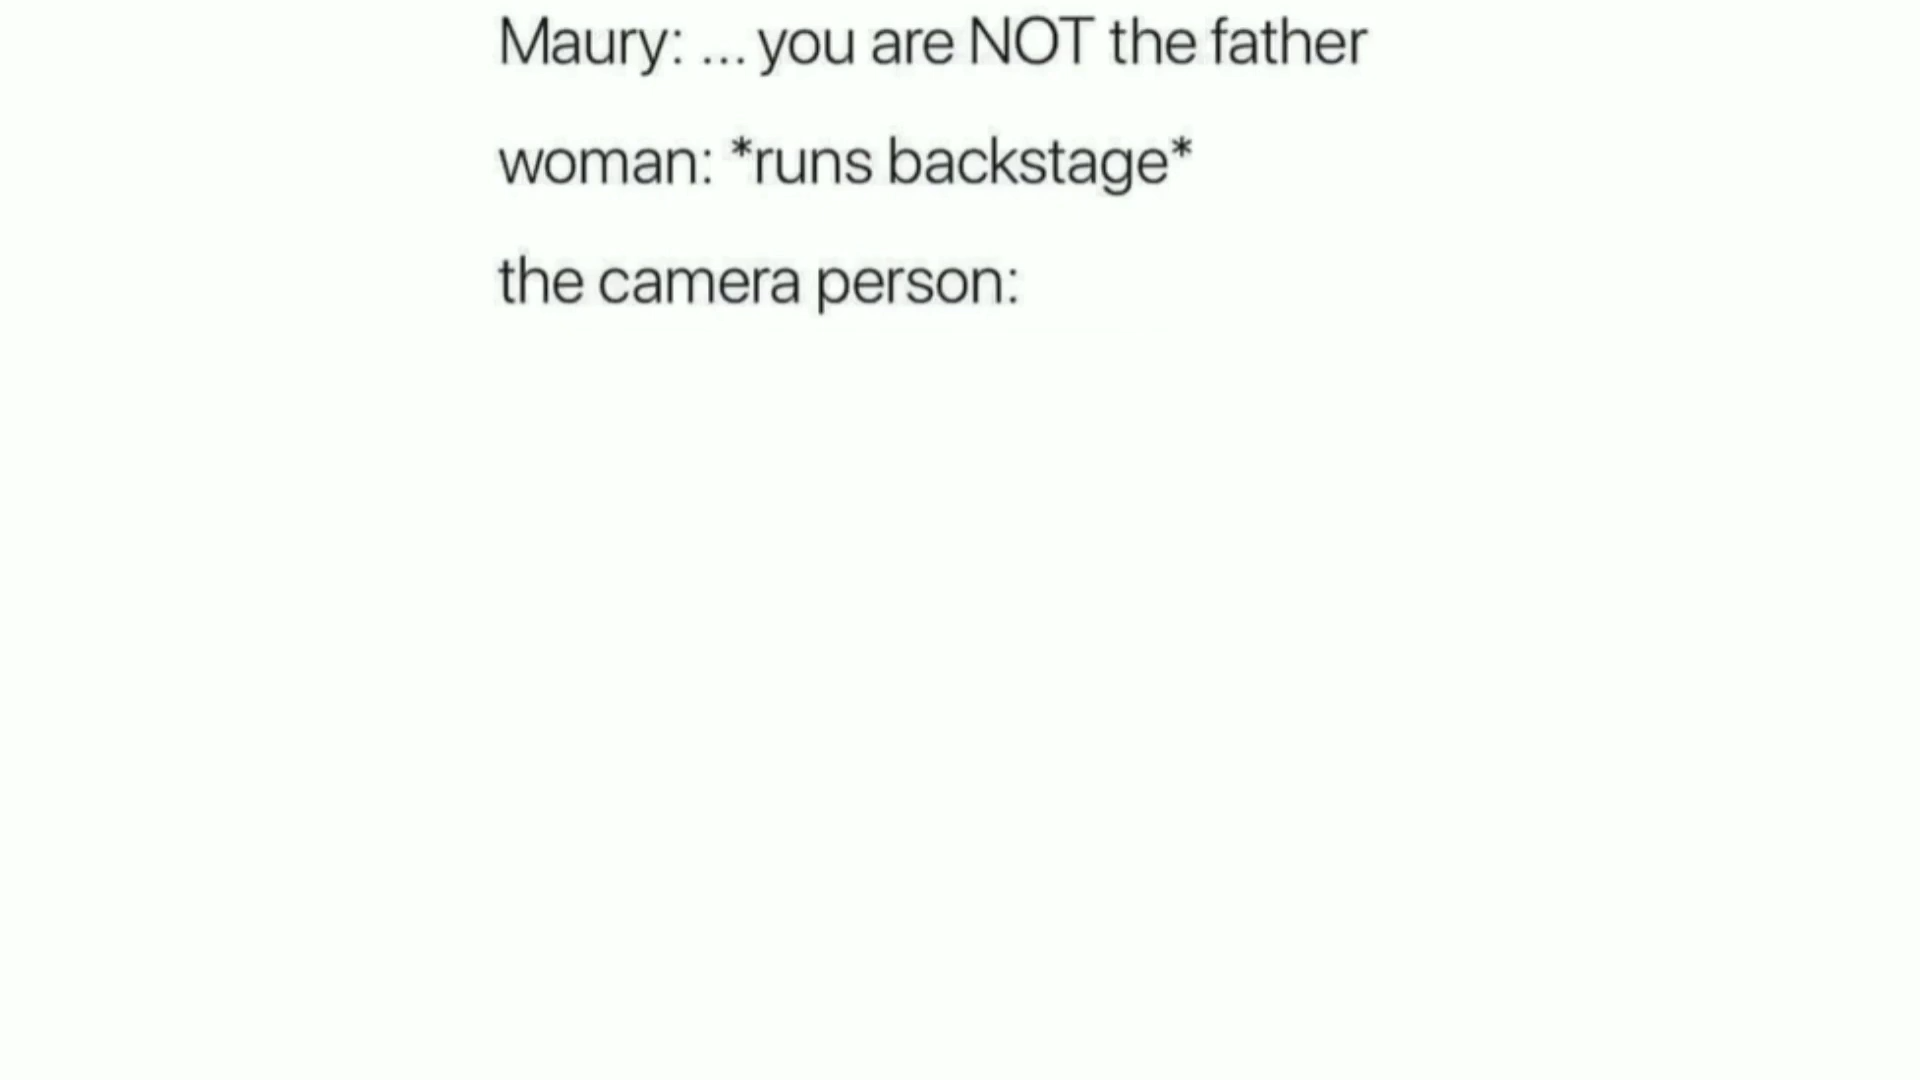 Maury: ... you are NOT the father
woman: *runs backstage*
the camera person: